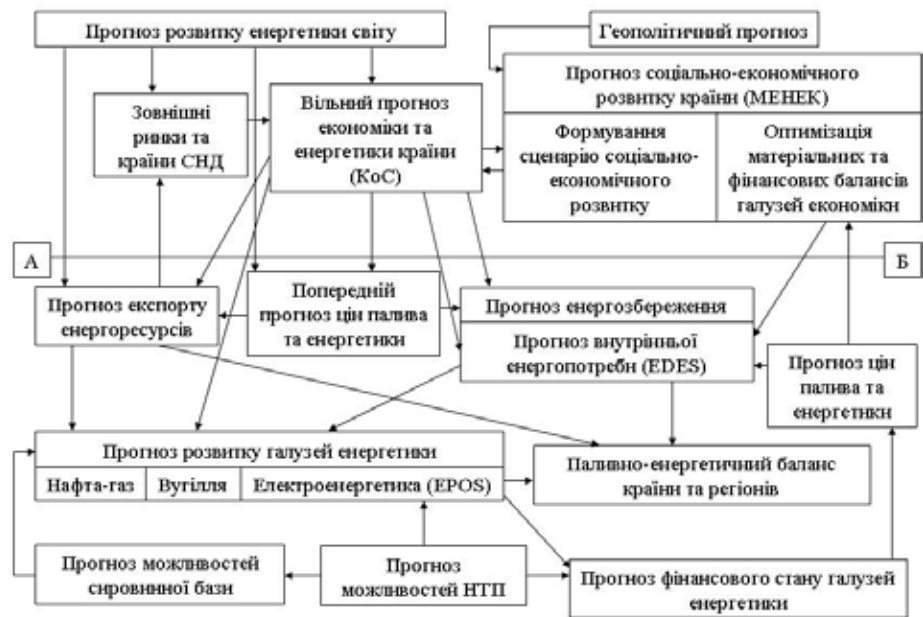 Прогноз розвитку енергетики світу
Геополітичний прогноз
Прогноз соціально-економічного
розвитку країни (МЕНЕК)
Зовнішні
ринки та
країни СНД
Вільний прогноз
економіки та
енергетики країни
(КоС)
Формування
сценарію соціально-
економічного
розвитку
Оптимізація
матеріальних та
фінансових балансів
галузей економіки
А
Б
Прогноз експорту
енергоресурсів
Попередній
прогноз цін палива
та енергетики
Прогноз енергозбереження
Прогноз внутрінньої
енергопотребн (EDES)
Прогноз цін
палива та
енергетики
Прогноз розвитку галузей енергетики
Нафта-газ
Вугілля
Електроенергетика (EPOS)
Паливно-енергетичний баланс
країни та регіонів
Прогноз можливостей
сировинної бази
Прогноз
можливостей НТП
Прогноз фінансового стану галузей
енергетики